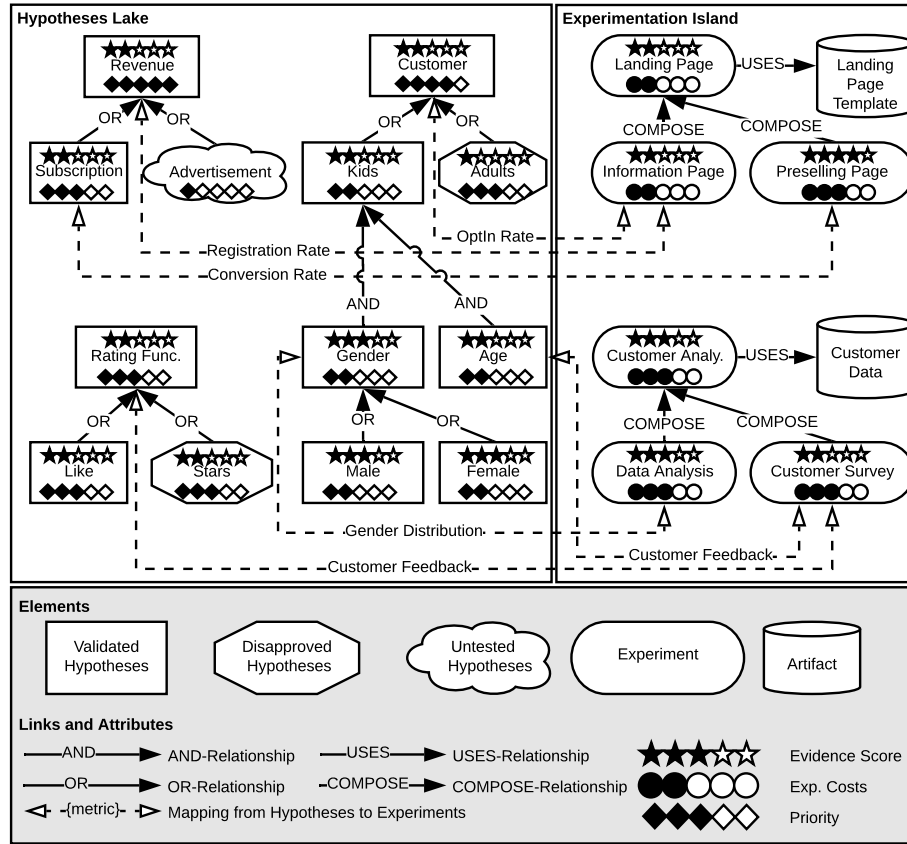 Hypotheses Lake
Experimentation Island
Revenue
Customer
Landing Page
USES
Landing
Page
Template
OR
OR
OR
OR
COMPOSE
COMPOSE
Subscription
Advertisement
Kids
Adults
Information Page
Preselling Page
OptIn Rate
Registration Rate
Conversion Rate
AND
AND
Rating Func.
Gender
Age
Customer Analy.
USES
Customer
Data
OR
OR
OR
OR
COMPOSE
COMPOSE
Like
Stars
Male
Female
Data Analysis
Customer Survey
Gender Distribution
Customer Feedback
Customer Feedback
Elements
Validated
Hypotheses
Disapproved
Hypotheses
Untested
Hypotheses
Experiment
Artifact
Links and Attributes
AND
AND-Relationship
USES
USES-Relationship
Evidence Score
OR
OR-Relationship
COMPOSE
COMPOSE-Relationship
Exp. Costs
{metric}
Mapping from Hypotheses to Experiments
Priority